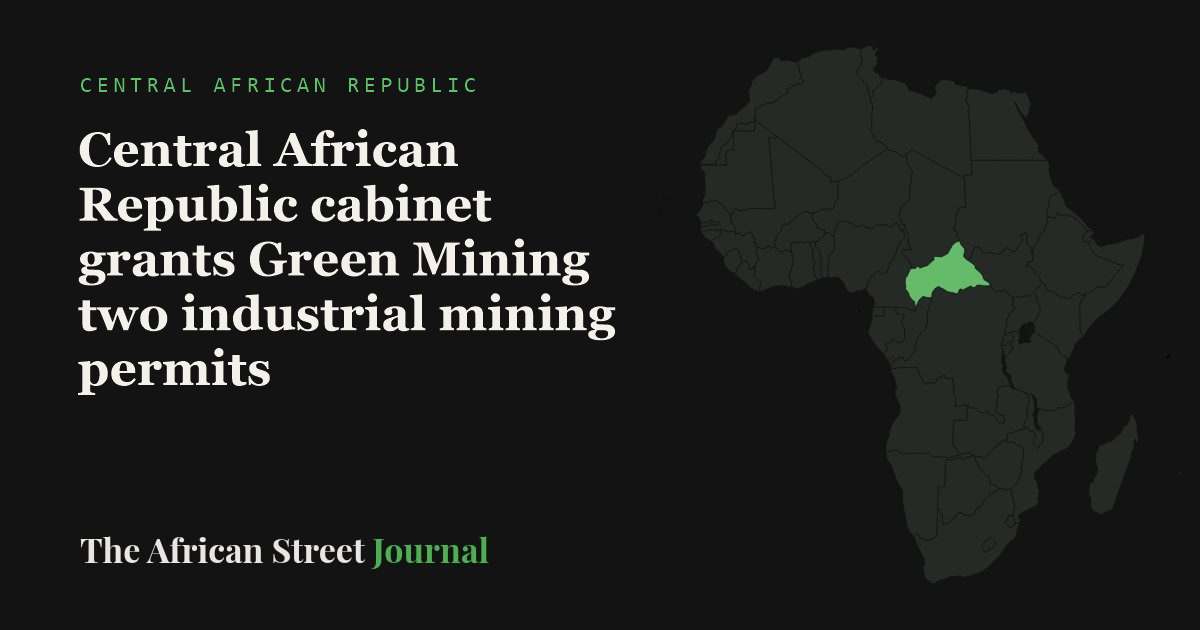 CENTRAL AFRICAN REPUBLIC
Central African
Republic cabinet
grants Green Mining
two industrial mining
permits
The African Street Journal